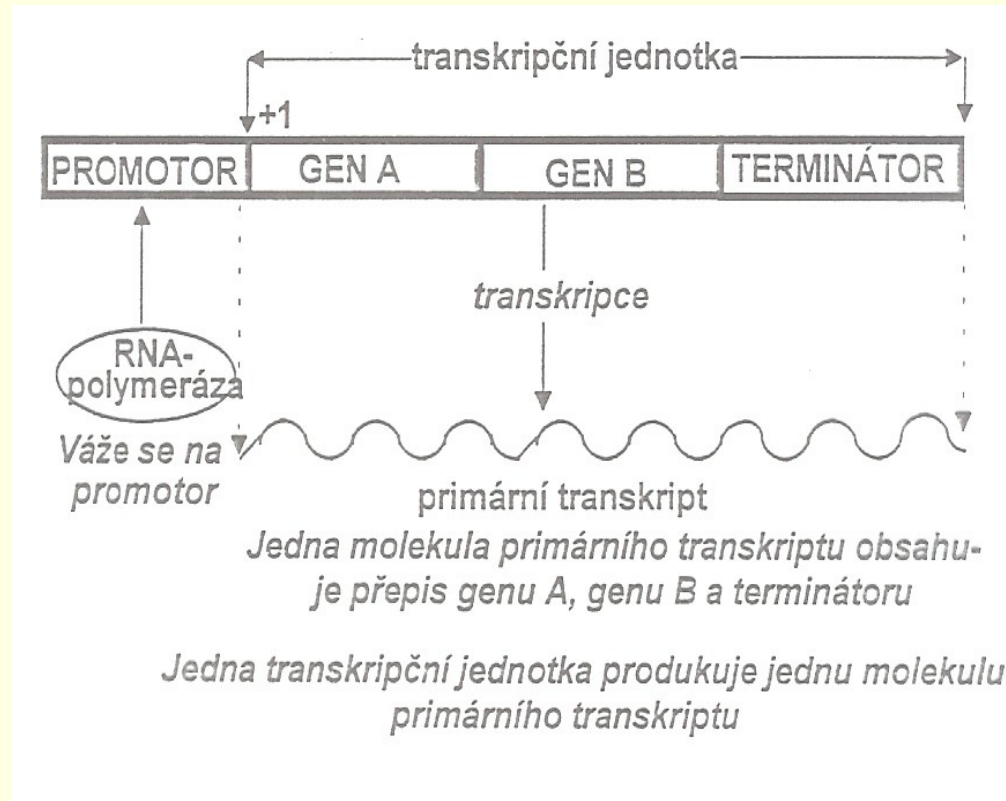 transkripční jednotka
+1
PROMOTOR GEN A GEN B TERMINÁTOR
transkripce
RNA-
polymeráza
Váže se na
promotor
primární transkript
Jedna molekula primárního transkriptu obsahu-
je přepis genu A, genu B a terminátoru
Jedna transkripční jednotka produkuje jednu molekulu
primárního transkriptu